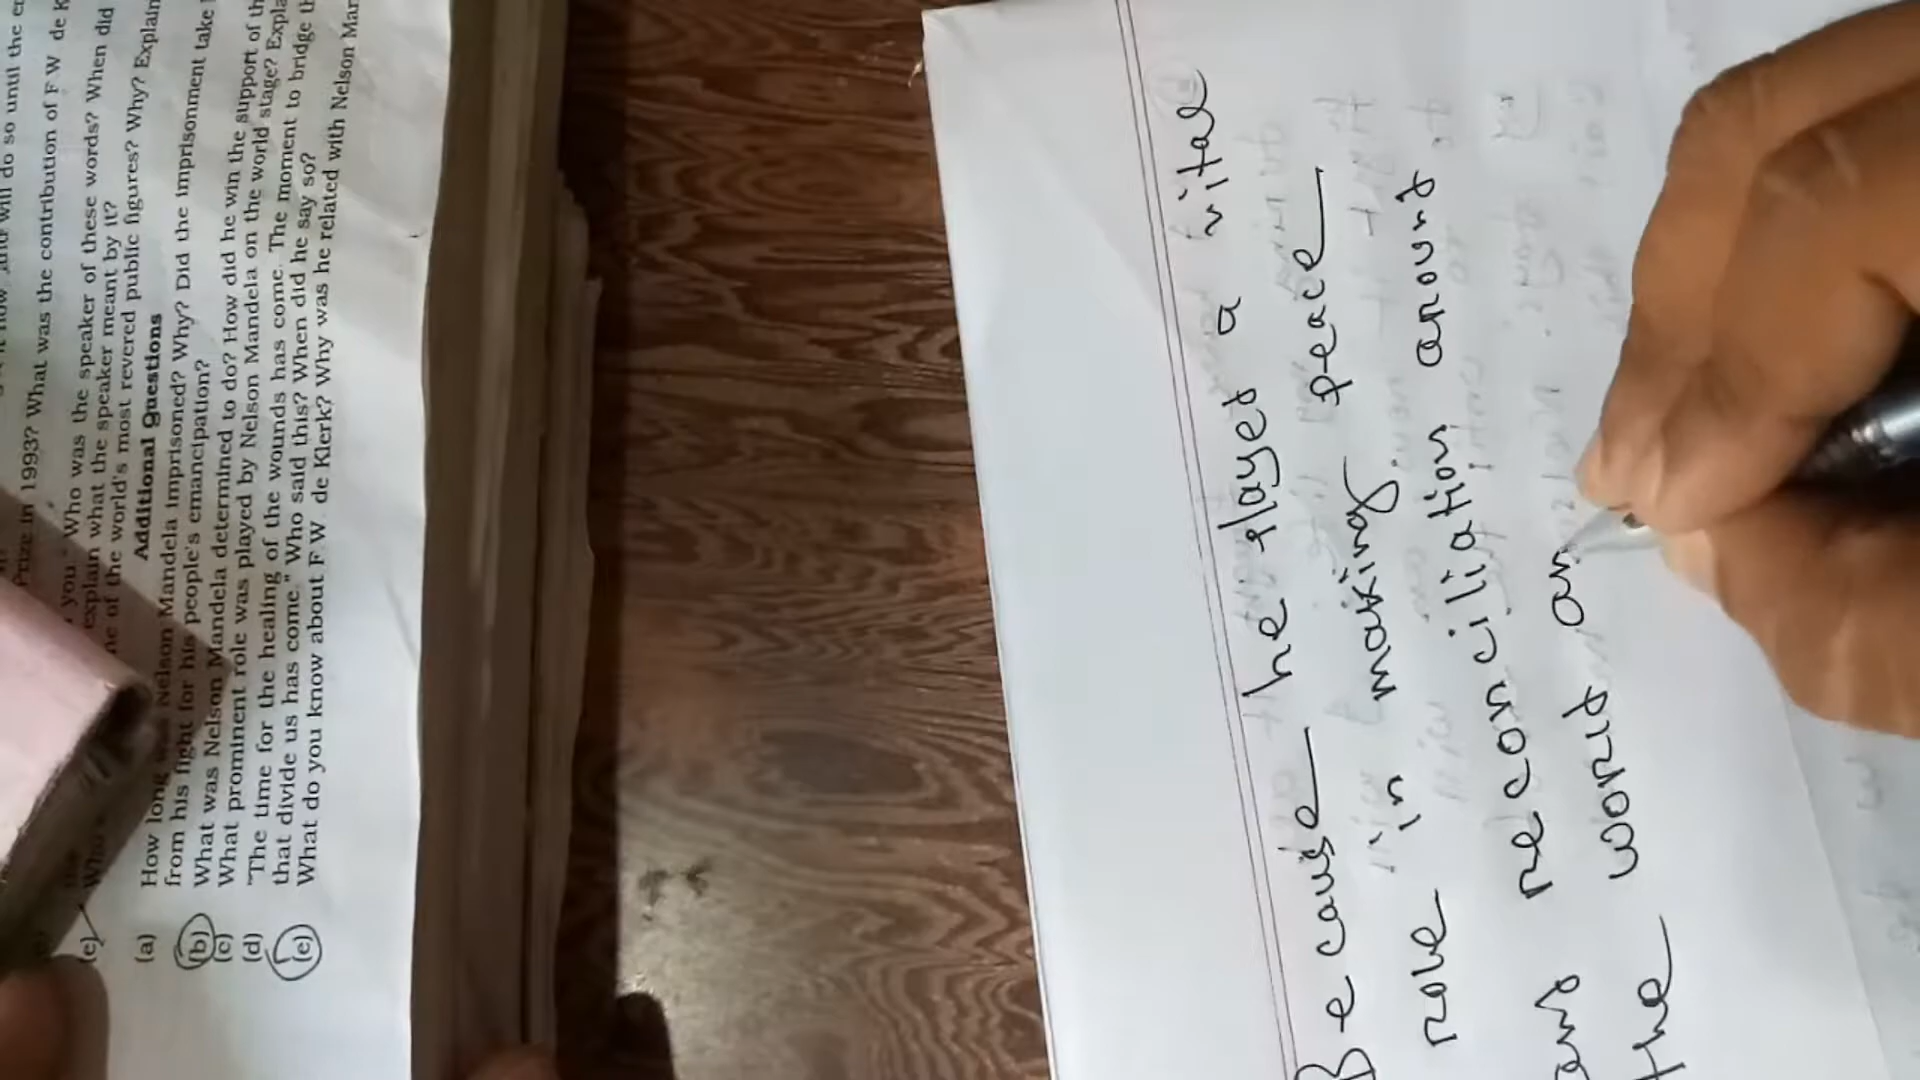 do so until the
Prize in 1993? What was the contribution of F W de K
you." Who was the speaker of these words? When did
explain what the speaker meant by it?
(e) Who
ne of the world's most revered public figures? Why? Explain
Additional Questions
(a) How long was Nelson Mandela imprisoned? Why? Did the imprisonment take
from his fight for his people's emancipation?
(b) What was Nelson Mandela determined to do? How did he win the support of th
(c) What prominent role was played by Nelson Mandela on the world stage? Expla
(d) "The time for the healing of the wounds has come. The moment to bridge th
that divide us has come." Who said this? When did he say so?
(e) What do you know about F W. de Klerk? Why was he related with Nelson Man
Because he played a vital
role in making peace
and reconciliation around
the world an